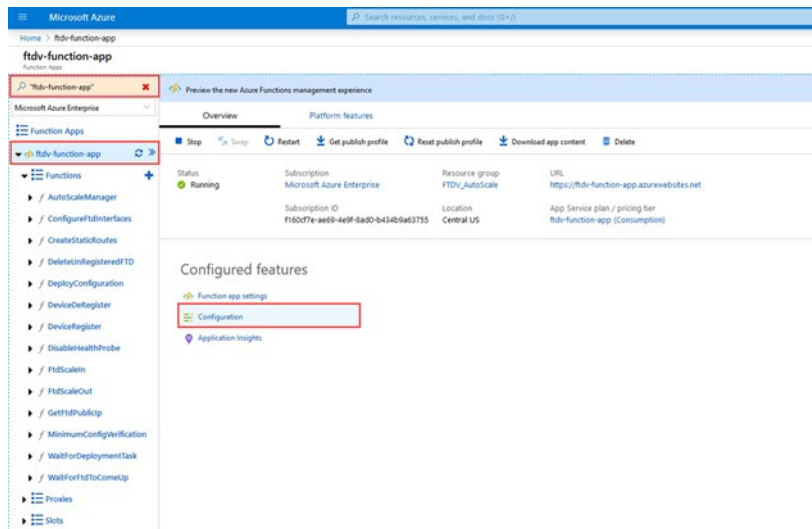 Microsoft Azure
Search resources, services, and docs (G+/)
Home > ftdv-function-app
ftdv-function-app
Function Apps
"ftdv-function-app"
Preview the new Azure Functions management experience
Microsoft Azure Enterprise
Overview
Platform features
Function Apps
Stop
Swap
Restart
Get publish profile
Reset publish profile
Download app content
Delete
ftdv-function-app
Functions
AutoScaleManager
ConfigureFtdInterfaces
CreateStaticRoutes
DeleteUnRegisteredFTD
DeployConfiguration
DeviceDeRegister
DeviceRegister
DisableHealthProbe
FtdScaleIn
FtdScaleOut
GetFtdPublicIp
MinimumConfigVerification
WaitForDeploymentTask
WaitForFtdToComeUp
Proxies
Slots
Status
Running
Subscription
Microsoft Azure Enterprise
Resource group
FTDV_AutoScale
URL
https://ftdv-function-app.azurewebsites.net
Subscription ID
f160cf7e-ae69-4e9f-8ad0-b434b9a63755
Location
Central US
App Service plan / pricing tier
ftdv-function-app (Consumption)
Configured features
Function app settings
Configuration
Application Insights